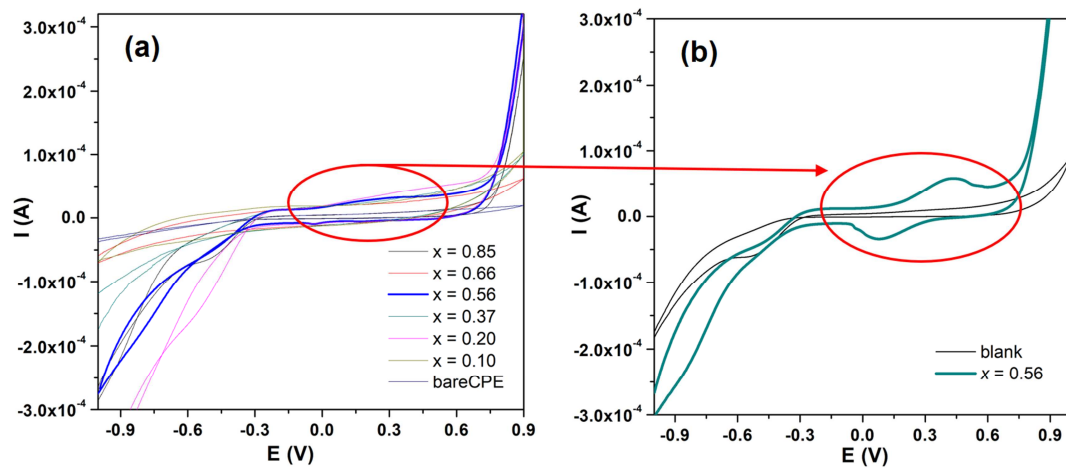 (a)
I (A)
3.0x10-4
2.0x10-4
1.0x10-4
0.0
-1.0x10-4
-2.0x10-4
-3.0x10-4
x = 0.85
x = 0.66
x = 0.56
x = 0.37
x = 0.20
x = 0.10
bareCPE
-0.9 -0.6 -0.3 0.0 0.3 0.6 0.9
E (V)
(b)
I (A)
3.0x10-4
2.0x10-4
1.0x10-4
0.0
-1.0x10-4
-2.0x10-4
-3.0x10-4
blank
x = 0.56
-0.9 -0.6 -0.3 0.0 0.3 0.6 0.9
E (V)